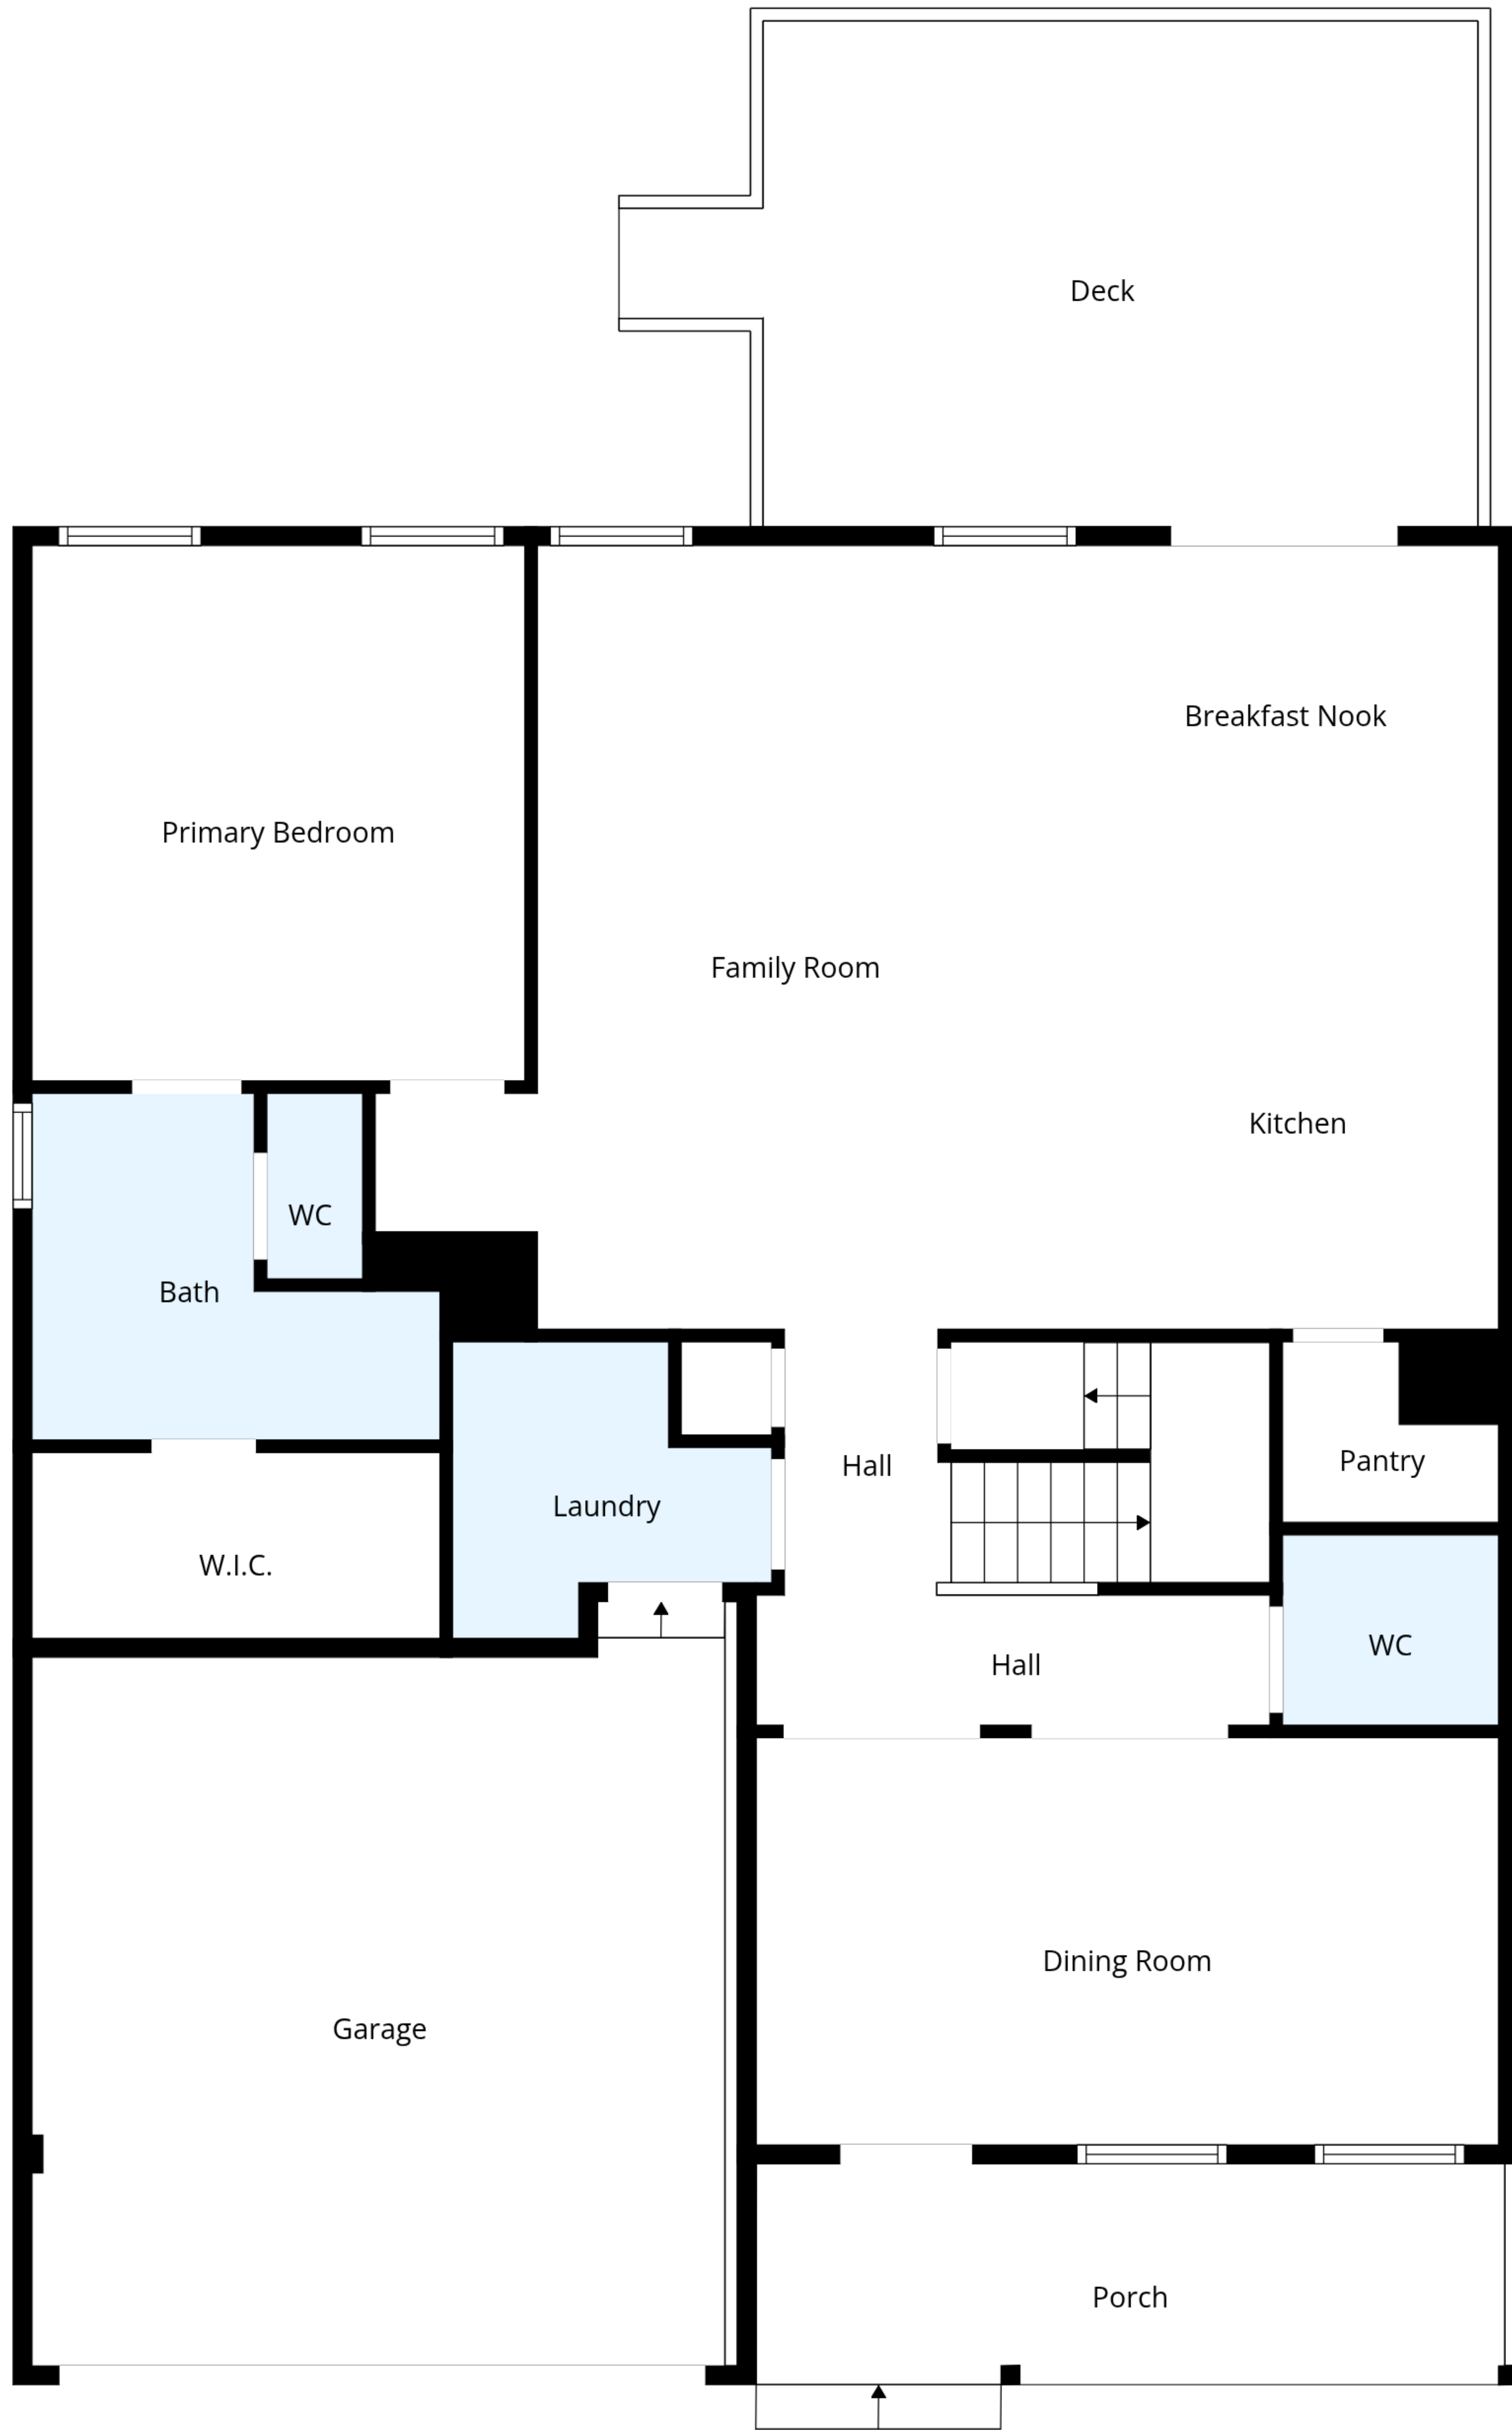 Deck
Breakfast Nook
Primary Bedroom
Family Room
Kitchen
WC
Bath
Pantry
Hall
Laundry
W.I.C.
WC
Hall
Dining Room
Garage
Porch